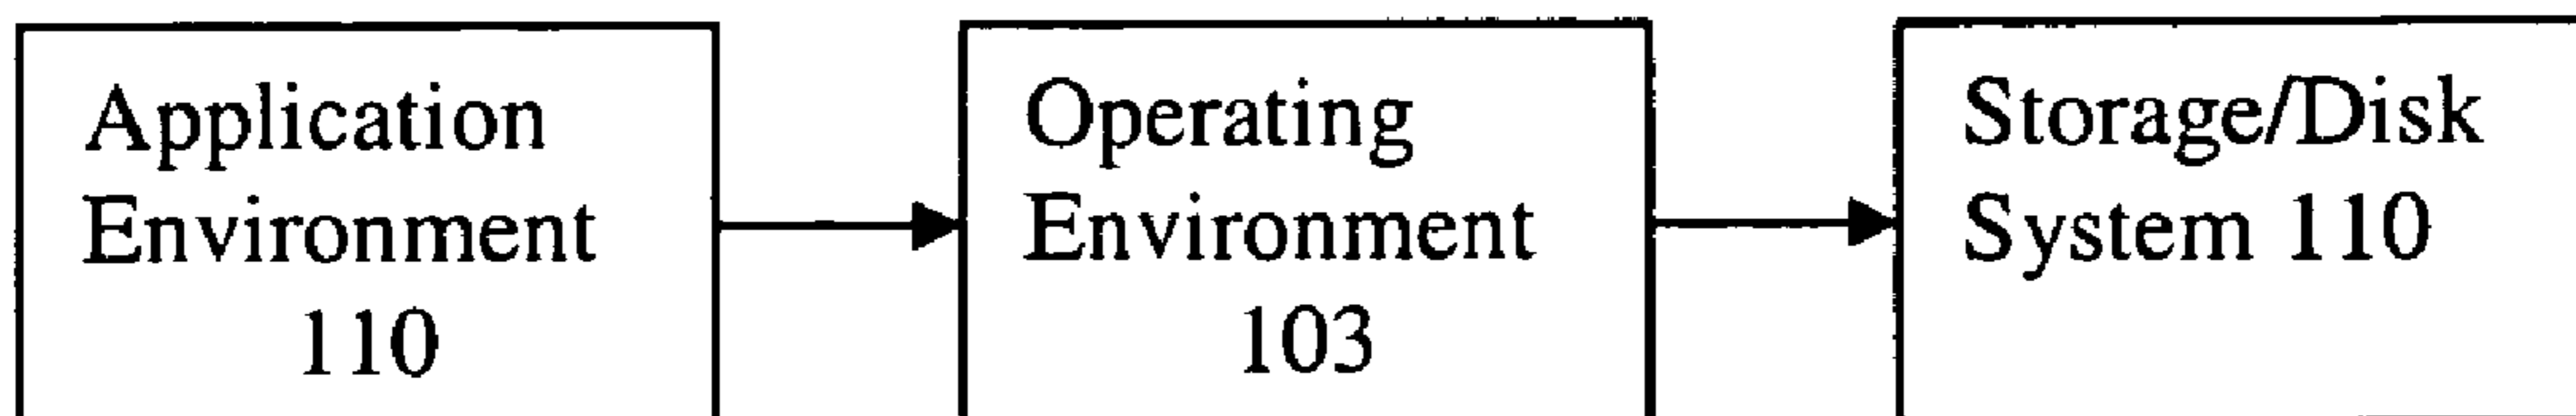 Application
Environment
110
Operating
Environment
103
Storage/Disk
System 110